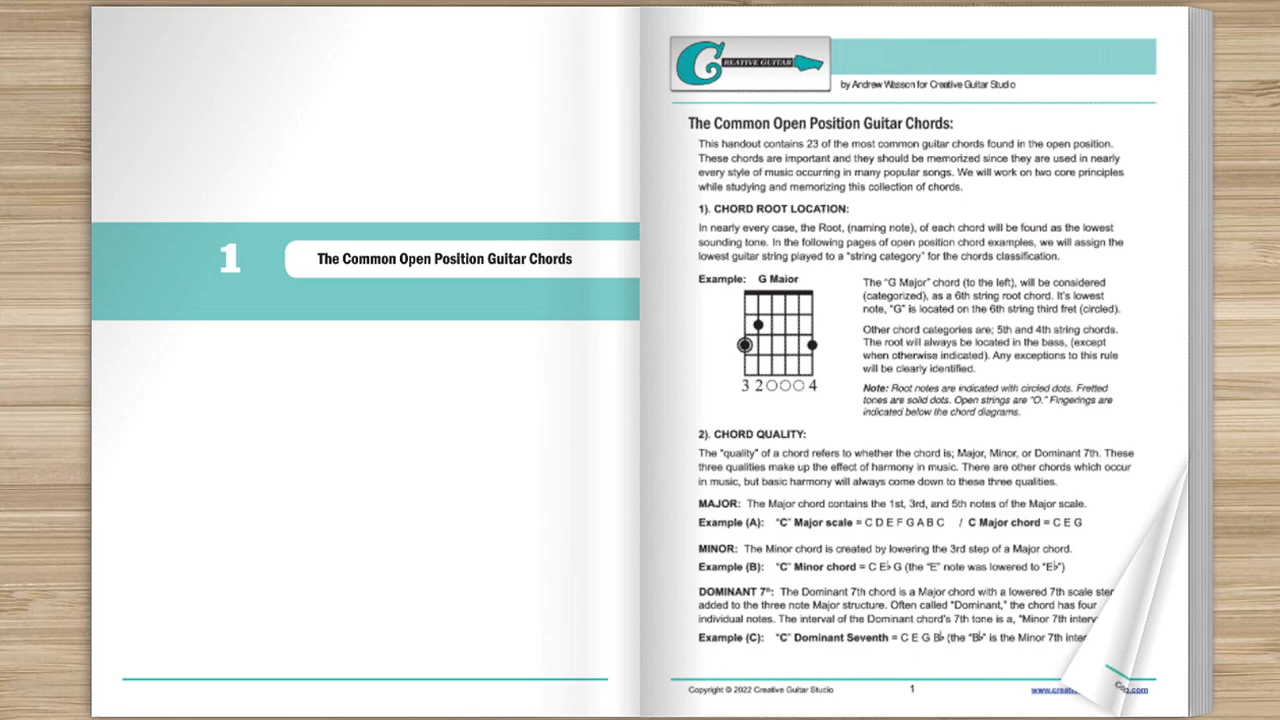 1
The Common Open Position Guitar Chords
CREATIVE GUITAR
by Andrew Wasson for Creative Guitar Studio
The Common Open Position Guitar Chords:
This handout contains 23 of the most common guitar chords found in the open position.
These chords are important and they should be memorized since they are used in nearly
every style of music occurring in many popular songs. We will work on two core principles
while studying and memorizing this collection of chords.
1). CHORD ROOT LOCATION:
In nearly every case, the Root, (naming note), of each chord will be found as the lowest
sounding tone. In the following pages of open position chord examples, we will assign the
lowest guitar string played to a “string category” for the chords classification.
Example: G Major
3 2 ○ ○ ○ 4
The “G Major” chord (to the left), will be considered
(categorized), as a 6th string root chord. It’s lowest
note, “G” is located on the 6th string third fret (circled).
Other chord categories are; 5th and 4th string chords.
The root will always be located in the bass, (except
when otherwise indicated). Any exceptions to this rule
will be clearly identified.
Note: Root notes are indicated with circled dots. Fretted
tones are solid dots. Open strings are “O.” Fingerings are
indicated below the chord diagrams.
2). CHORD QUALITY:
The “quality” of a chord refers to whether the chord is; Major, Minor, or Dominant 7th. These
three qualities make up the effect of harmony in music. There are other chords which occur
in music, but basic harmony will always come down to these three qualities.
MAJOR: The Major chord contains the 1st, 3rd, and 5th notes of the Major scale.
Example (A): “C” Major scale = C D E F G A B C / C Major chord = C E G
MINOR: The Minor chord is created by lowering the 3rd step of a Major chord.
Example (B): “C” Minor chord = C E♭ G (the “E” note was lowered to “E♭”)
DOMINANT 7th: The Dominant 7th chord is a Major chord with a lowered 7th scale step
added to the three note Major structure. Often called “Dominant,” the chord has four
individual notes. The interval of the Dominant chord’s 7th tone is a, “Minor 7th
Example (C): “C” Dominant Seventh = C E G B♭ (the “B♭” is the Minor 7th
Copyright © 2022 Creative Guitar Studio
1